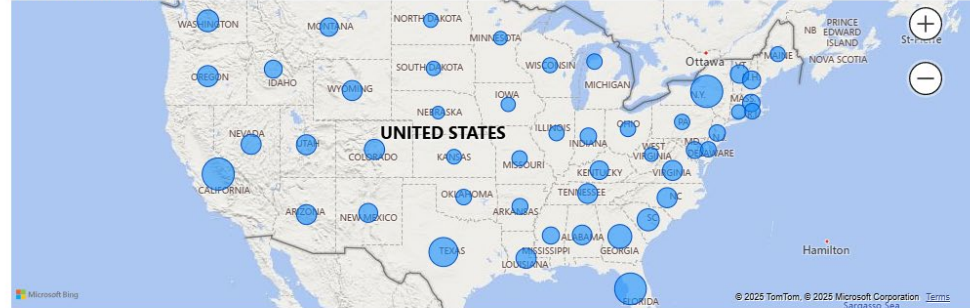 WASHINGTON
MONTANA
NORTH DAKOTA
MINNESOTA
OREGON
IDAHO
WYOMING
SOUTH DAKOTA
WISCONSIN
MICHIGAN
Ottawa
MAINE
NB
PRINCE
EDWARD
ISLAND
NOVA SCOTIA
St-Pierre
VT
N.Y.
MASS
NEBRASKA
IOWA
UNITED STATES
NEVADA
UTAH
COLORADO
KANSAS
MISSOURI
ILLINOIS
INDIANA
OHIO
PA
N.J.
MD
DELAWARE
WEST
VIRGINIA
KENTUCKY
VIRGINIA
CALIFORNIA
ARIZONA
NEW MEXICO
OKLAHOMA
ARKANSAS
TENNESSEE
NC
SC
TEXAS
LOUISIANA
MISSISSIPPI
ALABAMA
GEORGIA
FLORIDA
Hamilton
Sargasso Sea
Microsoft Bing
© 2025 TomTom, © 2025 Microsoft Corporation Terms